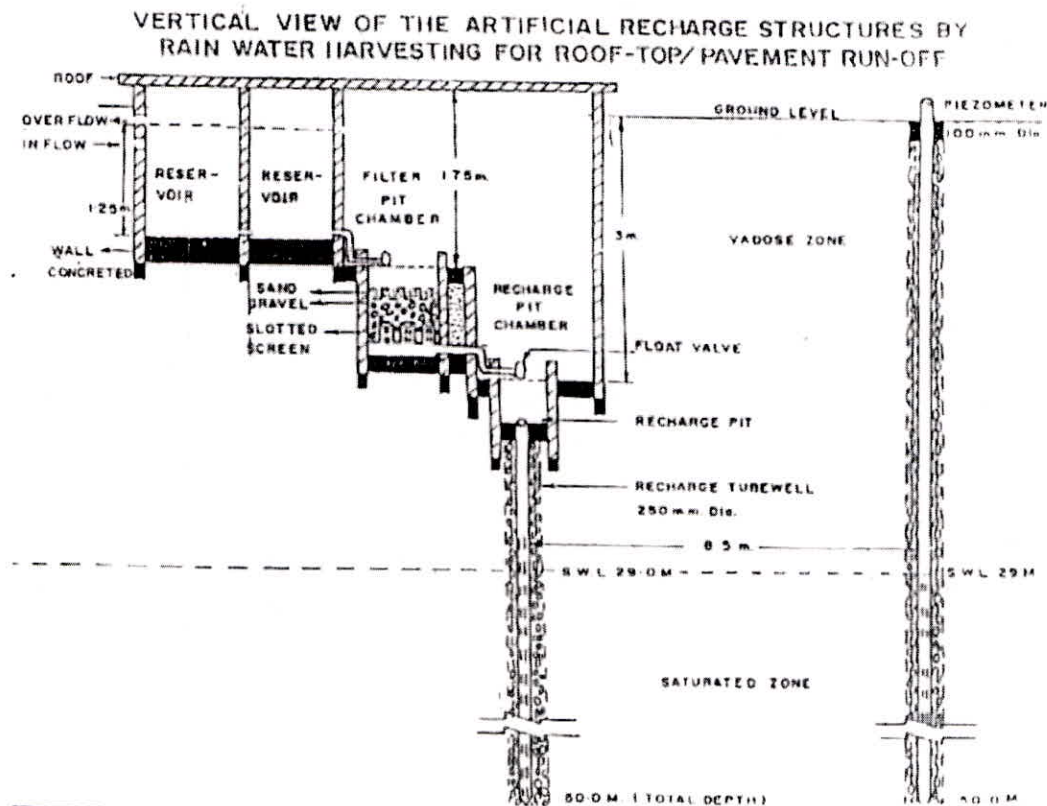 VERTICAL VIEW OF THE ARTIFICIAL RECHARGE STRUCTURES BY
RAIN WATER HARVESTING FOR ROOF-TOP/PAVEMENT RUN-OFF
ROOF
GROUND LEVEL
PIEZOMETER
100 mm. Dia
OVER FLOW
IN FLOW
RESER-
VOIR
RESER-
VOIR
FILTER
PIT
CHAMBER
1.75 m.
1.25 m
3 m.
VADOSE ZONE
WALL
CONCRETED
SAND
GRAVEL
SLOTTED
SCREEN
RECHARGE
PIT
CHAMBER
FLOAT VALVE
RECHARGE PIT
RECHARGE TUBEWELL
250 mm. Dia.
8.5 m.
S.W.L 29.0 M
S.W.L 29 M
SATURATED ZONE
50.0 M. (TOTAL DEPTH)
50.0 M